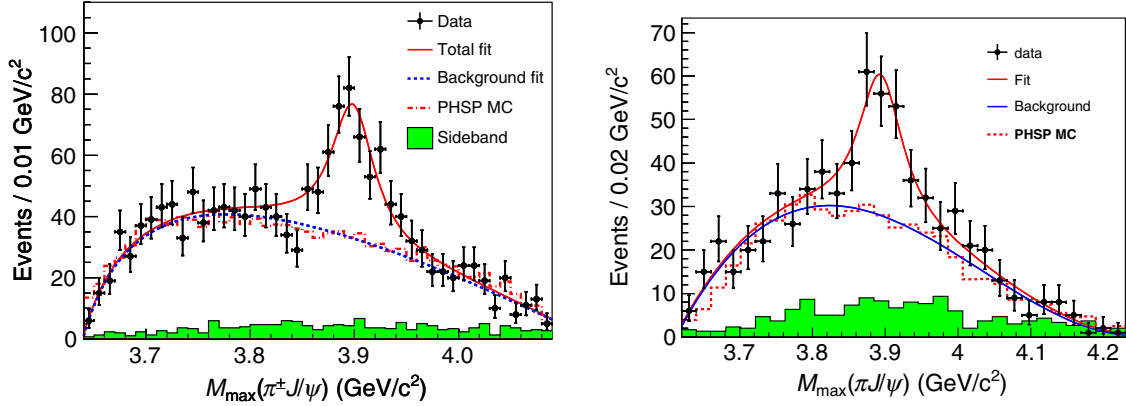 Events / 0.01 GeV/c²
100
80
60
40
20
0
Data
Total fit
Background fit
PHSP MC
Sideband
3.7
3.8
3.9
4.0
M_max(π±J/ψ) (GeV/c²)
Events / 0.02 GeV/c²
70
60
50
40
30
20
10
0
data
Fit
Background
PHSP MC
3.7
3.8
3.9
4
4.1
4.2
M_max(πJ/ψ) (GeV/c²)